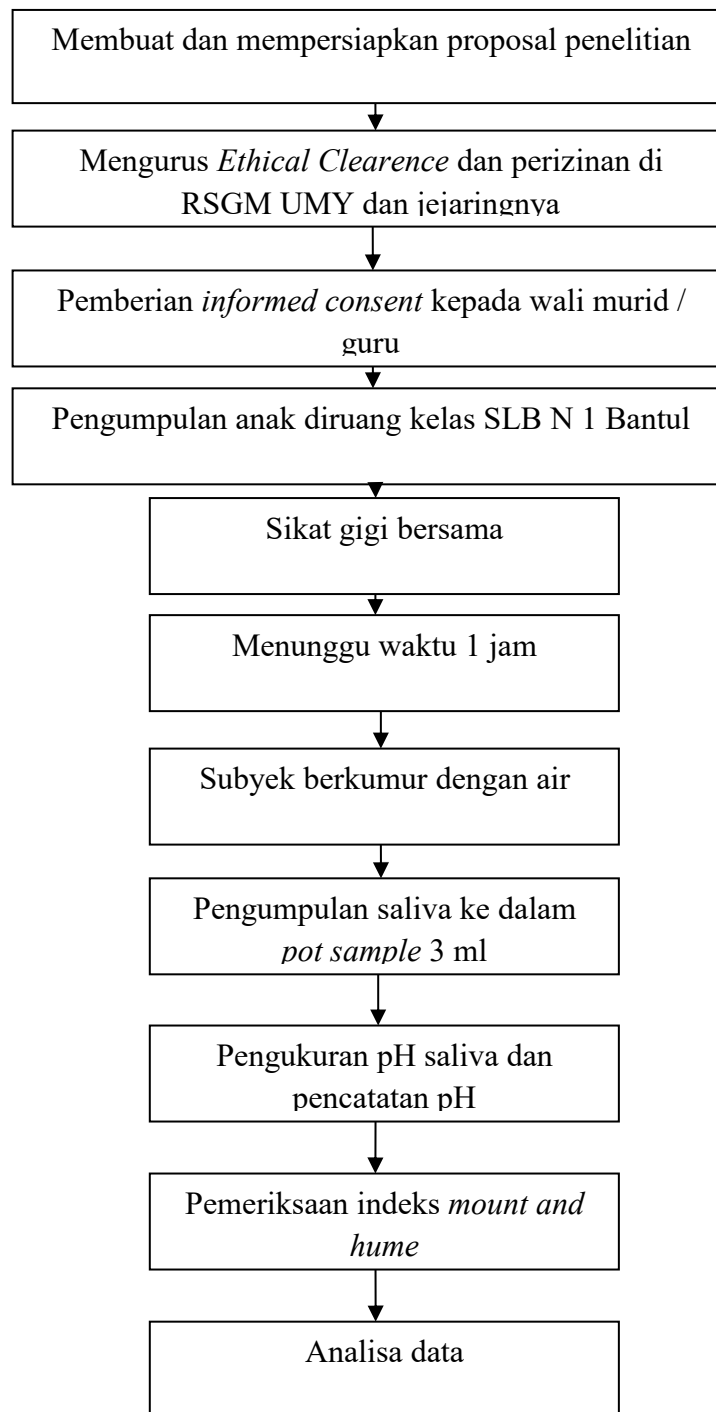 Membuat dan mempersiapkan proposal penelitian
Mengurus Ethical Clearence dan perizinan di
RSGM UMY dan jejaringnya
Pemberian informed consent kepada wali murid /
guru
Pengumpulan anak diruang kelas SLB N 1 Bantul
Sikat gigi bersama
Menunggu waktu 1 jam
Subyek berkumur dengan air
Pengumpulan saliva ke dalam
pot sample 3 ml
Pengukuran pH saliva dan
pencatatan pH
Pemeriksaan indeks mount and
hume
Analisa data